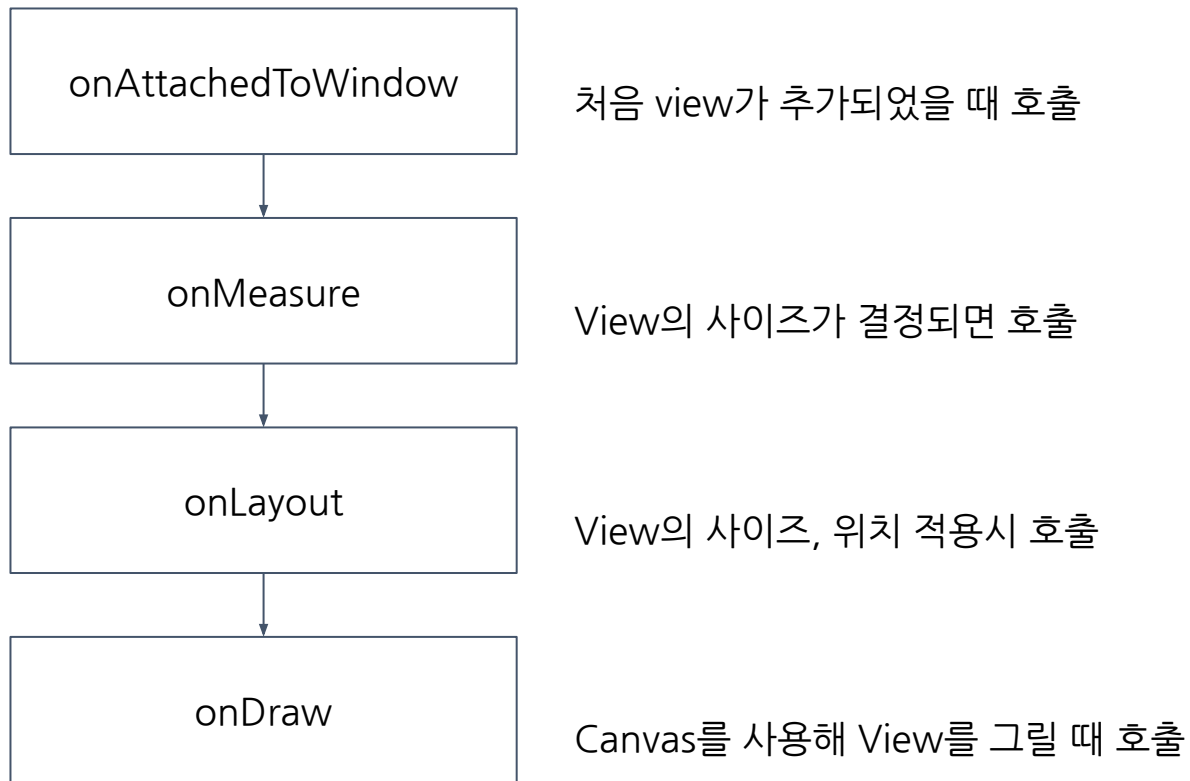 onAttachedToWindow
처음 view가 추가되었을 때 호출
onMeasure
View의 사이즈가 결정되면 호출
onLayout
View의 사이즈, 위치 적용시 호출
onDraw
Canvas를 사용해 View를 그릴 때 호출